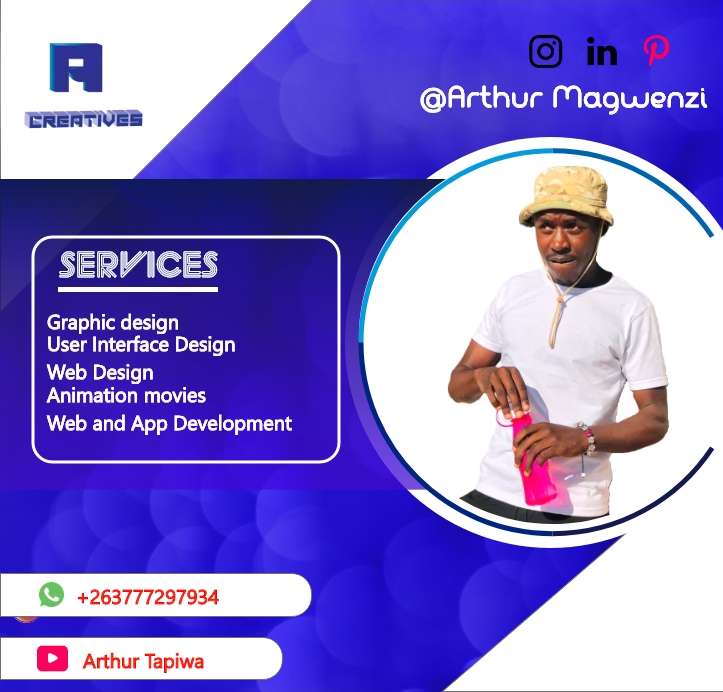 A
CREATIVES
@Arthur Magwenzi
SERVICES
Graphic design
User Interface Design
Web Design
Animation movies
Web and App Development
+263777297934
Arthur Tapiwa